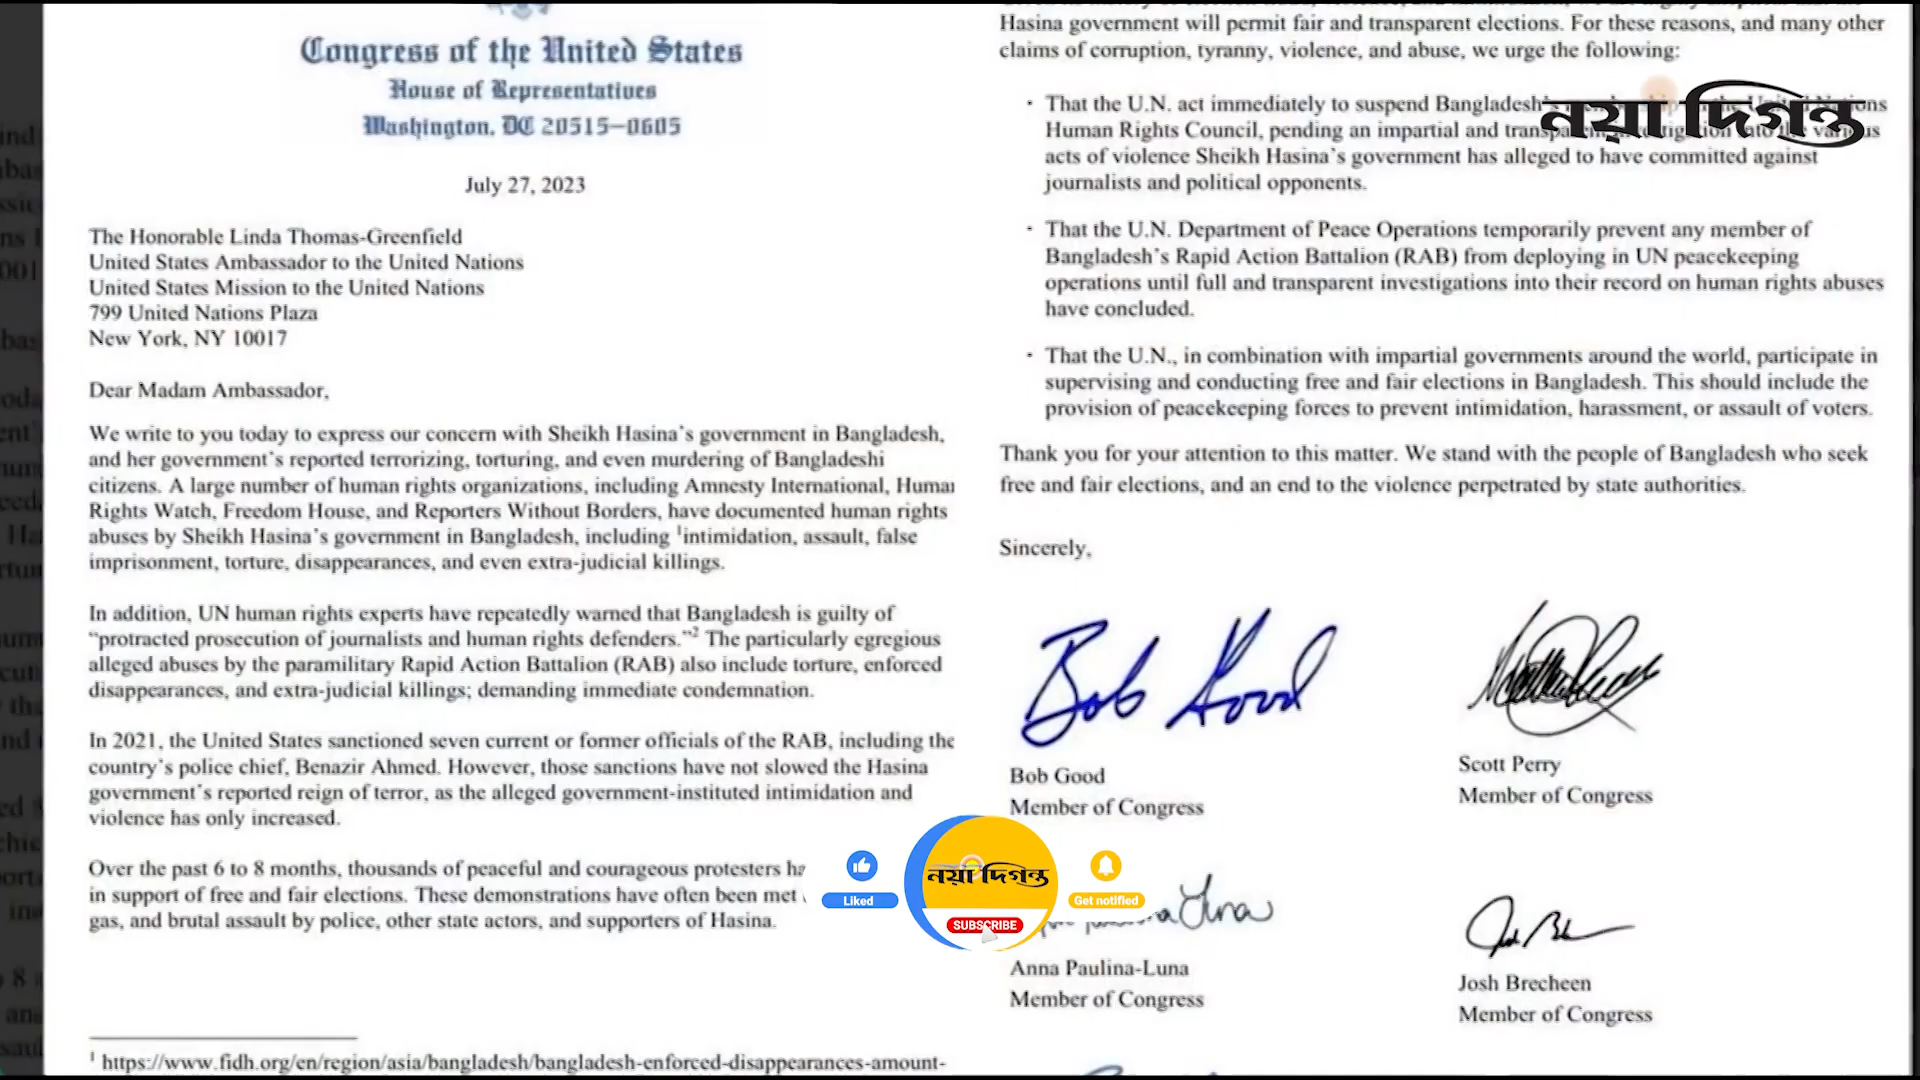 Congress of the United States
House of Representatives
Washington, DC 20515–0605
July 27, 2023
The Honorable Linda Thomas-Greenfield
United States Ambassador to the United Nations
United States Mission to the United Nations
799 United Nations Plaza
New York, NY 10017
Dear Madam Ambassador,
We write to you today to express our concern with Sheikh Hasina's government in Bangladesh,
and her government's reported terrorizing, torturing, and even murdering of Bangladeshi
citizens. A large number of human rights organizations, including Amnesty International, Human
Rights Watch, Freedom House, and Reporters Without Borders, have documented human rights
abuses by Sheikh Hasina's government in Bangladesh, including ¹intimidation, assault, false
imprisonment, torture, disappearances, and even extra-judicial killings.
In addition, UN human rights experts have repeatedly warned that Bangladesh is guilty of
“protracted prosecution of journalists and human rights defenders.”² The particularly egregious
alleged abuses by the paramilitary Rapid Action Battalion (RAB) also include torture, enforced
disappearances, and extra-judicial killings; demanding immediate condemnation.
In 2021, the United States sanctioned seven current or former officials of the RAB, including the
country's police chief, Benazir Ahmed. However, those sanctions have not slowed the Hasina
government's reported reign of terror, as the alleged government-instituted intimidation and
violence has only increased.
Over the past 6 to 8 months, thousands of peaceful and courageous protesters ha
in support of free and fair elections. These demonstrations have often been met
gas, and brutal assault by police, other state actors, and supporters of Hasina.
¹ https://www.fidh.org/en/region/asia/bangladesh/bangladesh-enforced-disappearances-amount-
Hasina government will permit fair and transparent elections. For these reasons, and many other
claims of corruption, tyranny, violence, and abuse, we urge the following:
· That the U.N. act immediately to suspend Bangladesh's
Human Rights Council, pending an impartial and
acts of violence Sheikh Hasina's government has alleged to have committed against
journalists and political opponents.
· That the U.N. Department of Peace Operations temporarily prevent any member of
Bangladesh's Rapid Action Battalion (RAB) from deploying in UN peacekeeping
operations until full and transparent investigations into their record on human rights abuses
have concluded.
· That the U.N., in combination with impartial governments around the world, participate in
supervising and conducting free and fair elections in Bangladesh. This should include the
provision of peacekeeping forces to prevent intimidation, harassment, or assault of voters.
Thank you for your attention to this matter. We stand with the people of Bangladesh who seek
free and fair elections, and an end to the violence perpetrated by state authorities.
Sincerely,
Bob Good
Bob Good
Member of Congress
Scott Perry
Member of Congress
Luna
Anna Paulina-Luna
Member of Congress
Josh Brecheen
Member of Congress
নয়া দিগন্ত
Liked
নয়া দিগন্ত
SUBSCRIBE
Get notified